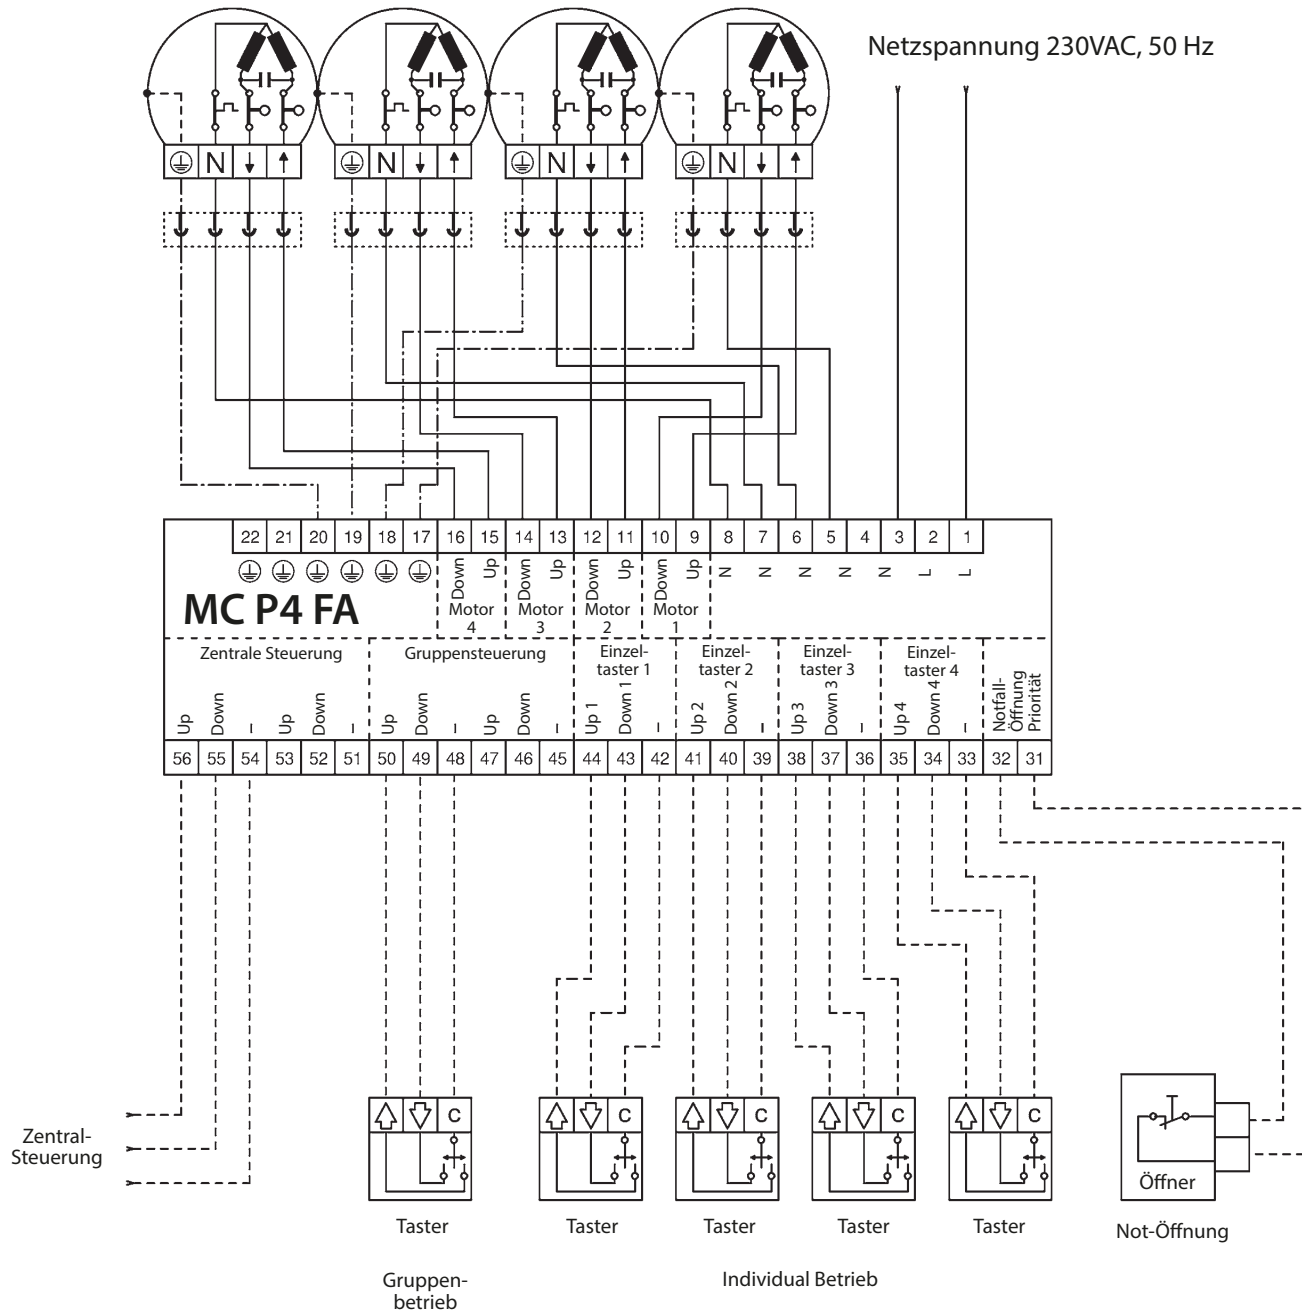 Netzspannung 230VAC, 50 Hz
N N N N
22 21 20 19 18 17 16 15 14 13 12 11 10 9 8 7 6 5 4 3 2 1
Down Up Down Up Down Up Down Up N N N N N L L
Motor 4
Motor 3
Motor 2
Motor 1
MC P4 FA
Zentrale Steuerung
Gruppensteuerung
Einzel-
taster 1
Einzel-
taster 2
Einzel-
taster 3
Einzel-
taster 4
Notfall-
Öffnung
Priorität
Up Down – Up Down –
Up Down – Up Down –
Up 1 Down 1 –
Up 2 Down 2 –
Up 3 Down 3 –
Up 4 Down 4 –
56 55 54 53 52 51 50 49 48 47 46 45 44 43 42 41 40 39 38 37 36 35 34 33 32 31
C C C C C
Zentral-
Steuerung
Öffner
Taster Taster Taster Taster Taster
Not-Öffnung
Gruppen-
betrieb
Individual Betrieb